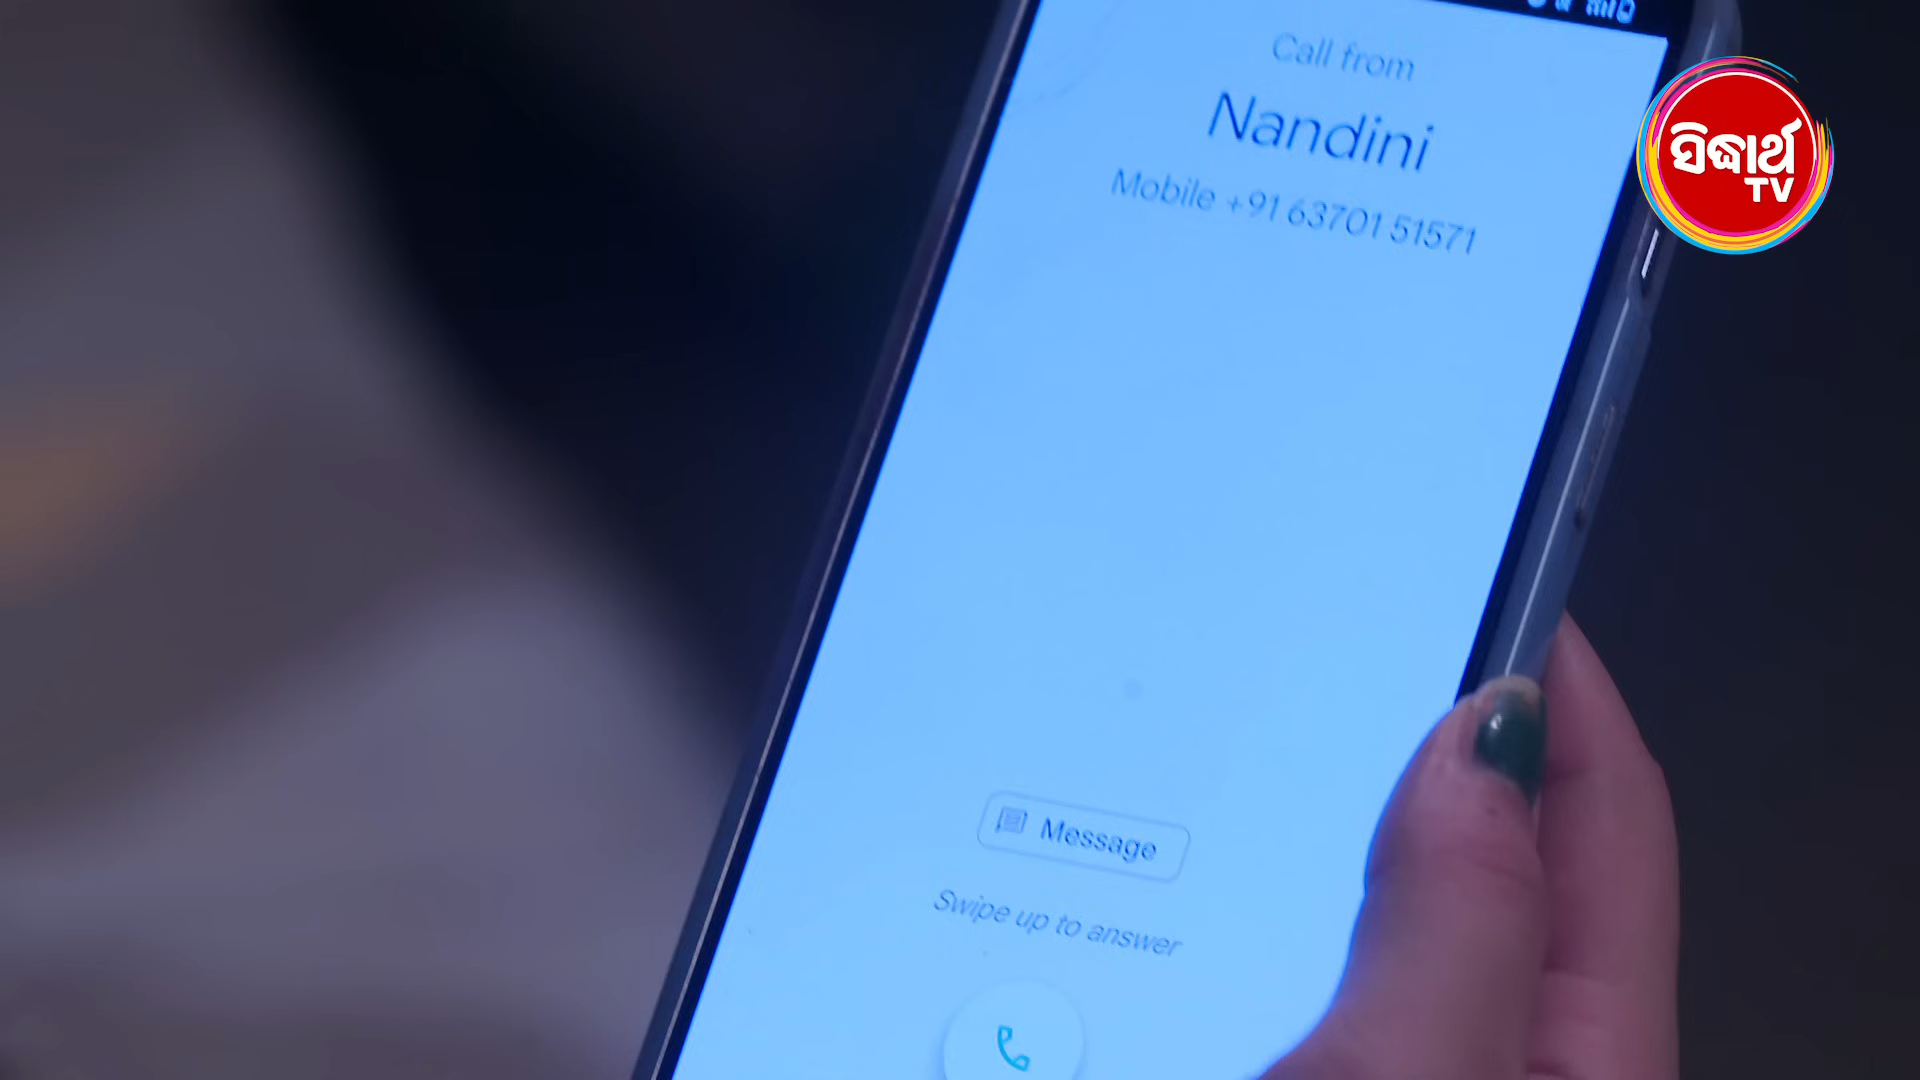 Call from
Nandini
Mobile +91 63701 51571
ସିଦ୍ଧାର୍ଥ
TV
Message
Swipe up to answer